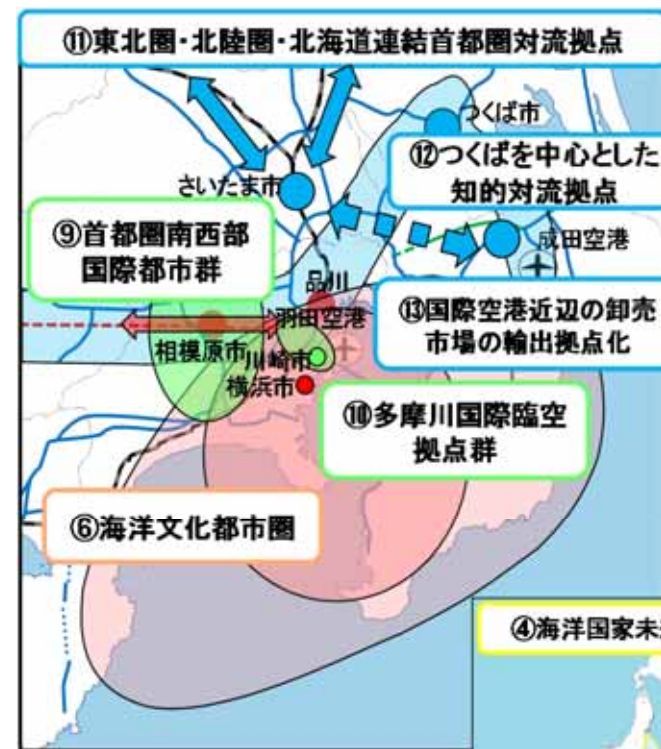 ⑪東北圏・北陸圏・北海道連結首都圏対流拠点
つくば市
⑫つくばを中心とした
知的対流拠点
さいたま市
⑨首都圏南西部
国際都市群
成田空港
品川
羽田空港
⑬国際空港近辺の卸売
市場の輸出拠点化
相模原市
川崎市
横浜市
⑩多摩川国際臨空
拠点群
⑥海洋文化都市圏
④海洋国家未